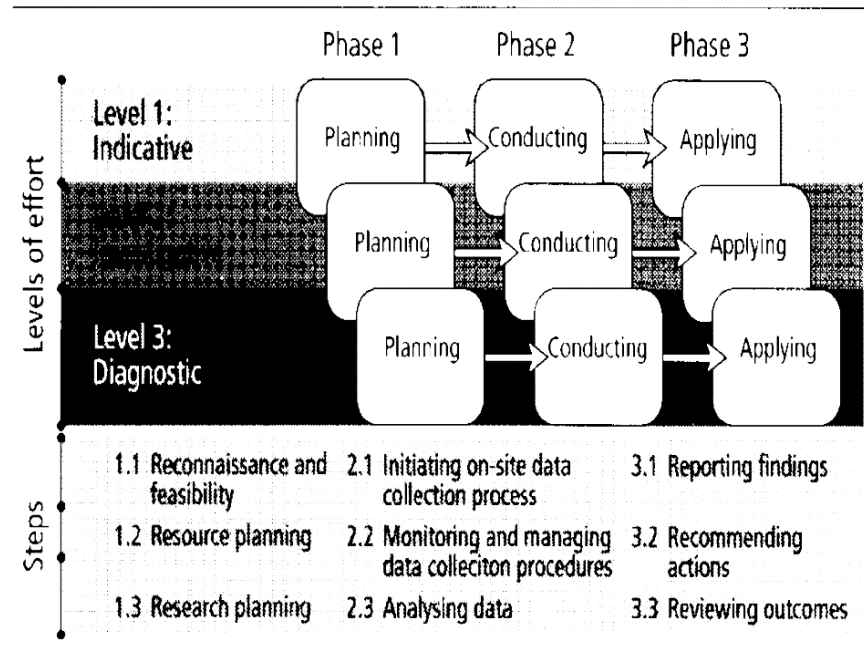 Phase 1 Phase 2 Phase 3
Levels of effort
Level 1:
Indicative
Planning Conducting Applying
Planning Conducting Applying
Level 3:
Diagnostic
Planning Conducting Applying
Steps
1.1 Reconnaissance and
feasibility
1.2 Resource planning
1.3 Research planning
2.1 Initiating on-site data
collection process
2.2 Monitoring and managing
data colleciton procedures
2.3 Analysing data
3.1 Reporting findings
3.2 Recommending
actions
3.3 Reviewing outcomes